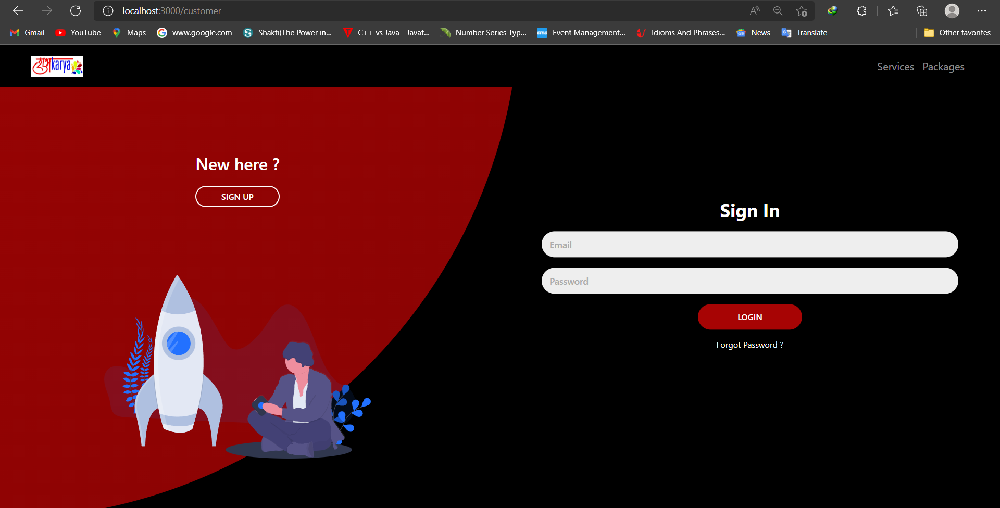 localhost:3000/customer
Gmail YouTube Maps www.google.com Shakti(The Power in... C++ vs Java - Javat... Number Series Typ... Event Management... Idioms And Phrases... News Translate Other favorites
शुभkarya
Services Packages
New here ?
SIGN UP
Sign In
Email
Password
LOGIN
Forgot Password ?